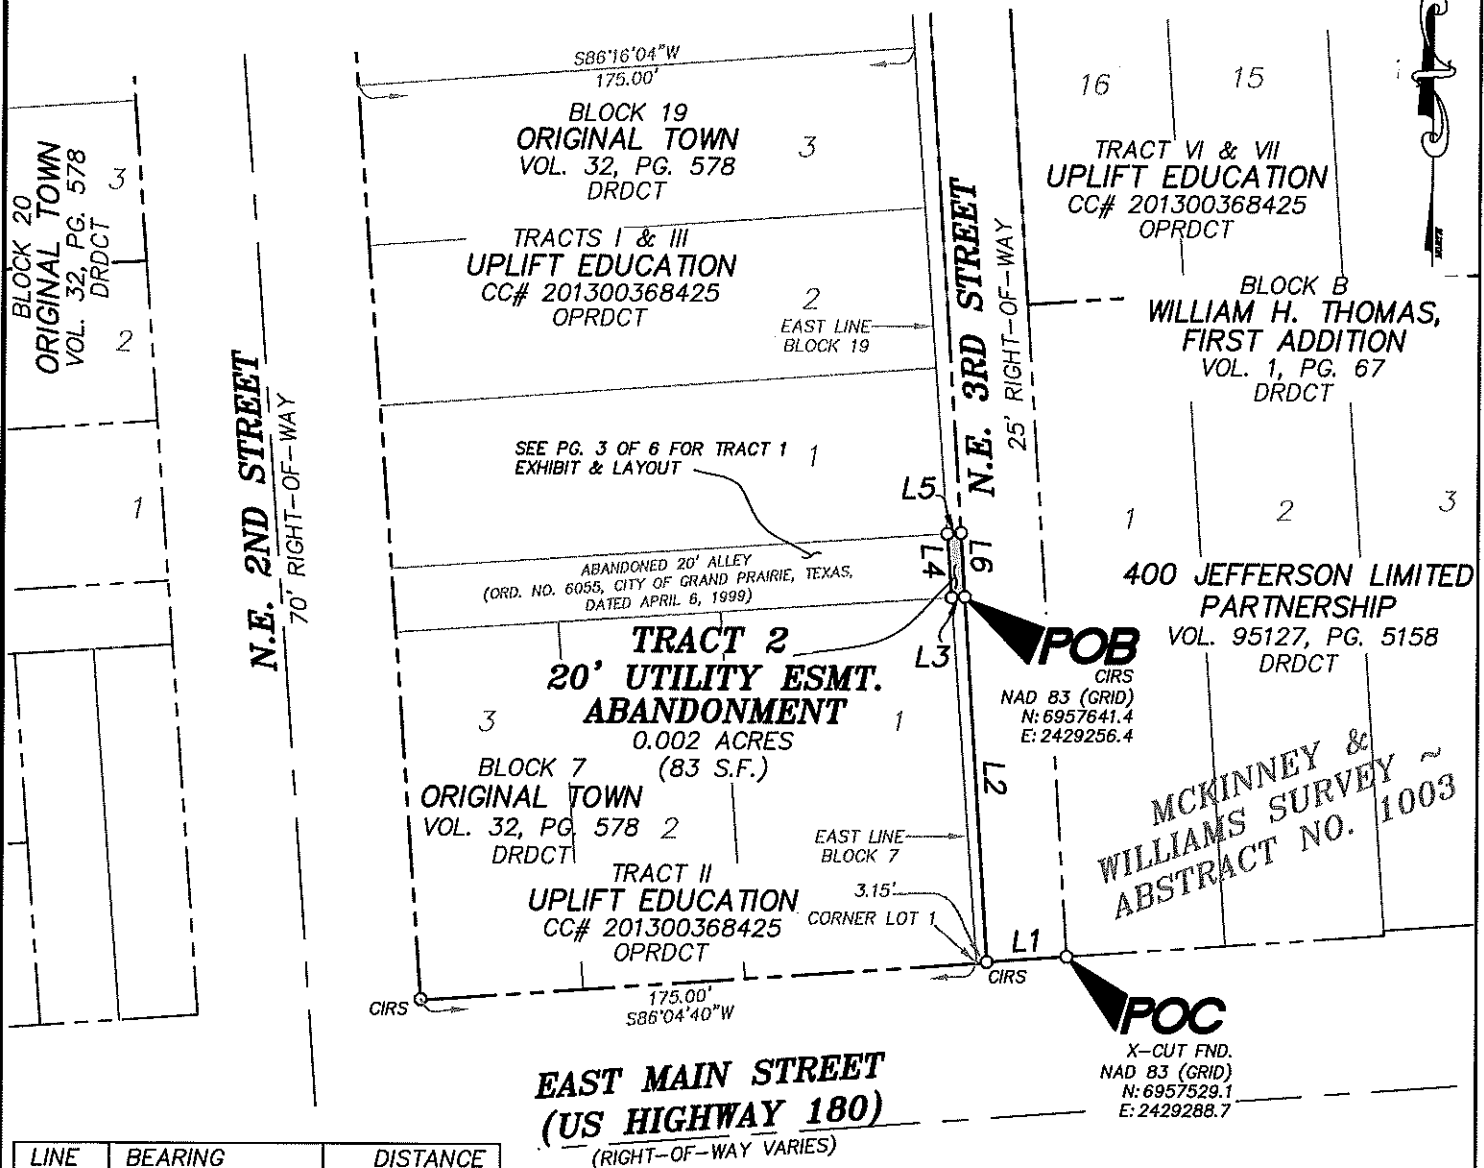 S86°16'04"W
175.00'
BLOCK 19
ORIGINAL TOWN
VOL. 32, PG. 578
DRDCT
3
TRACTS I & III
UPLIFT EDUCATION
CC# 201300368425
OPRDCT
2
EAST LINE
BLOCK 19
BLOCK 20
ORIGINAL TOWN
VOL. 32, PG. 578
DRDCT
3
2
1
N.E. 2ND STREET
70' RIGHT-OF-WAY
SEE PG. 3 OF 6 FOR TRACT 1
EXHIBIT & LAYOUT
1
N.E. 3RD STREET
25' RIGHT-OF-WAY
16
15
TRACT VI & VII
UPLIFT EDUCATION
CC# 201300368425
OPRDCT
NORTH
BLOCK B
WILLIAM H. THOMAS,
FIRST ADDITION
VOL. 1, PG. 67
DRDCT
1
2
3
400 JEFFERSON LIMITED
PARTNERSHIP
VOL. 95127, PG. 5158
DRDCT
L5
L4
L6
L3
ABANDONED 20' ALLEY
(ORD. NO. 6055, CITY OF GRAND PRAIRIE, TEXAS,
DATED APRIL 6, 1999)
TRACT 2
20' UTILITY ESMT.
ABANDONMENT
0.002 ACRES
(83 S.F.)
POB
CIRS
NAD 83 (GRID)
N: 6957641.4
E: 2429256.4
3
1
BLOCK 7
ORIGINAL TOWN
VOL. 32, PG. 578
DRDCT
2
L2
MCKINNEY &
WILLIAMS SURVEY ~
ABSTRACT NO. 1003
EAST LINE
BLOCK 7
TRACT II
UPLIFT EDUCATION
CC# 201300368425
OPRDCT
3.15'
CORNER LOT 1
L1
CIRS
CIRS
175.00'
S86°04'40"W
POC
X-CUT FND.
NAD 83 (GRID)
N: 6957529.1
E: 2429288.7
EAST MAIN STREET
(US HIGHWAY 180)
(RIGHT-OF-WAY VARIES)
LINE BEARING DISTANCE